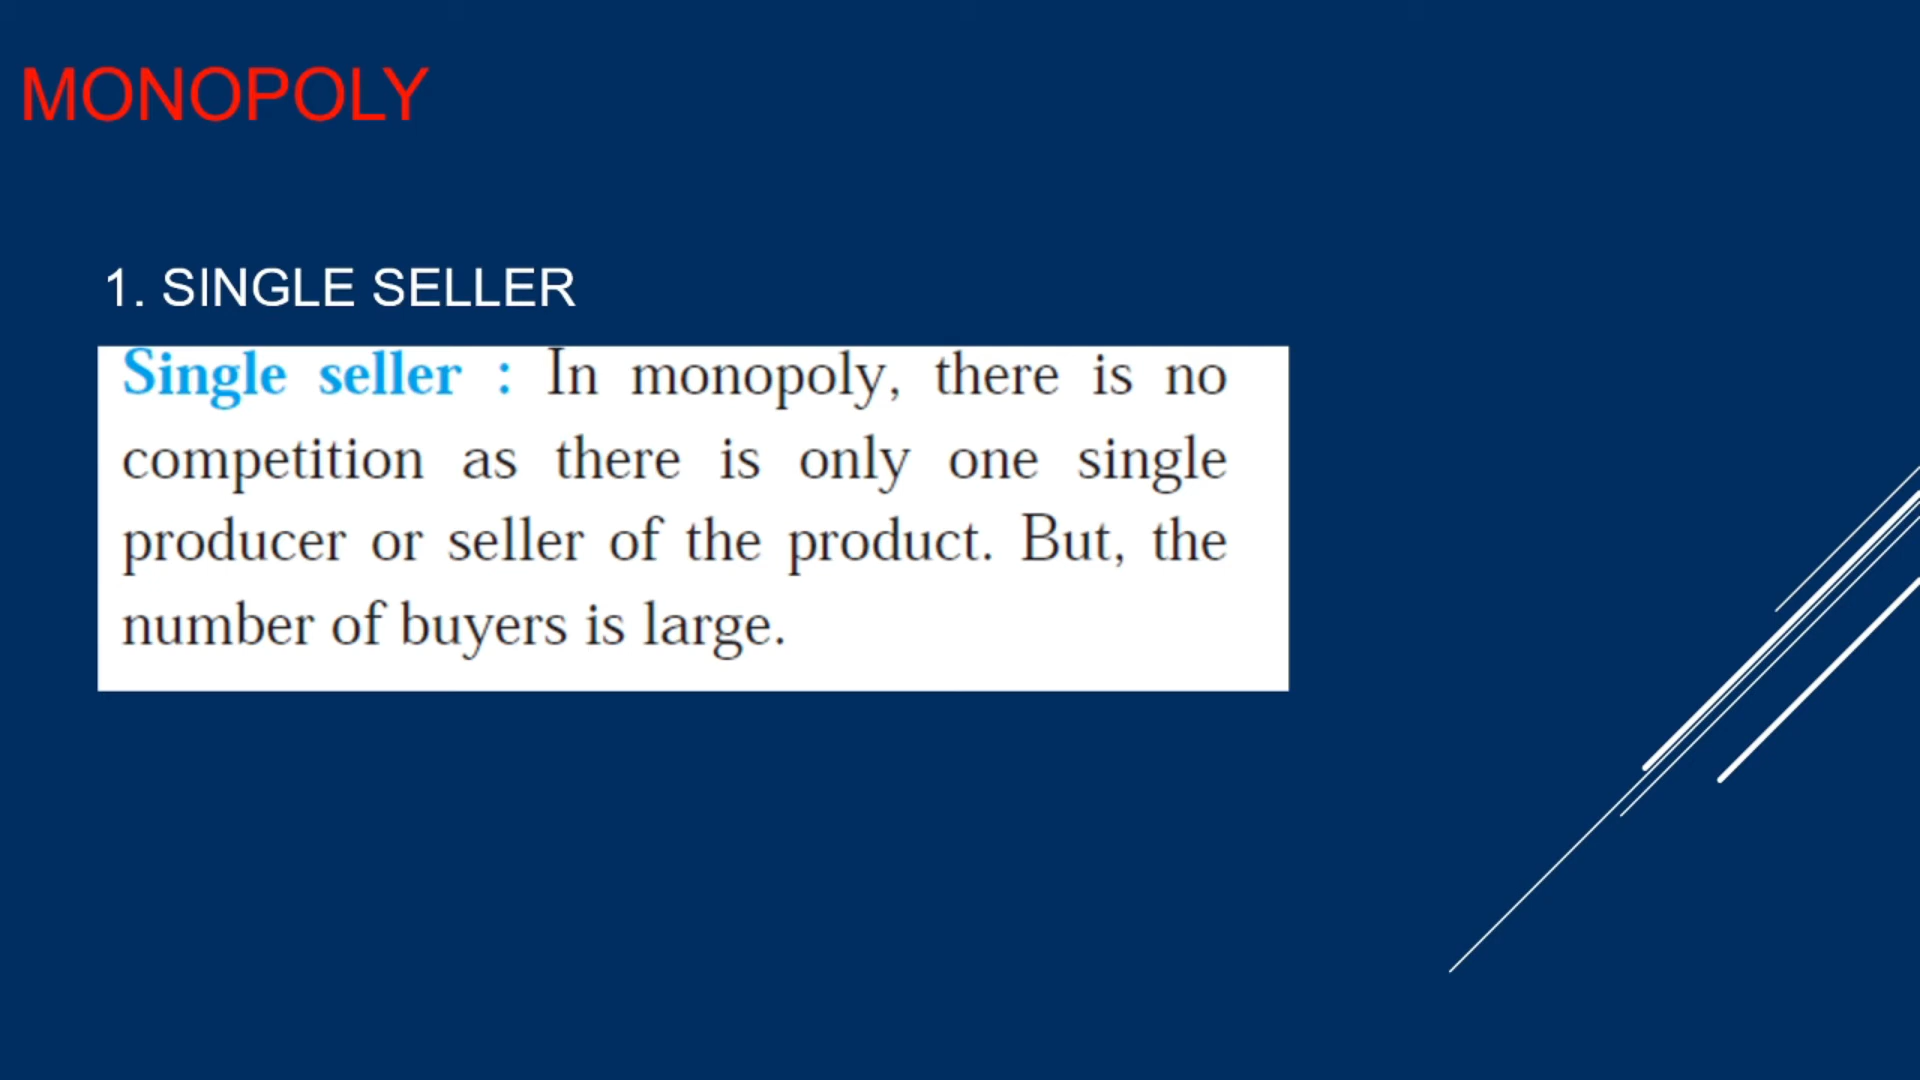 MONOPOLY
1. SINGLE SELLER
Single seller : In monopoly, there is no
competition as there is only one single
producer or seller of the product. But, the
number of buyers is large.